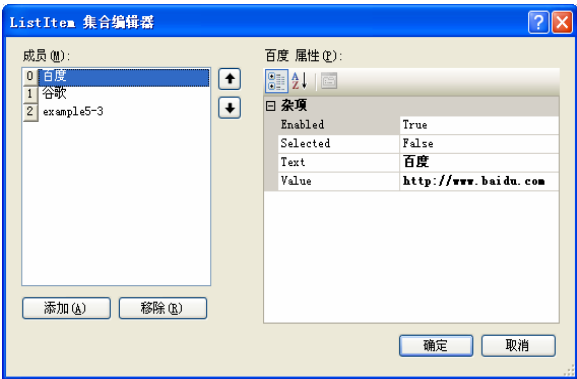 ListItem 集合编辑器
成员(M):
0 百度
1 谷歌
2 example5-3
添加(A)
移除(R)
百度 属性(P):
杂项
Enabled True
Selected False
Text 百度
Value http://www.baidu.com
确定
取消